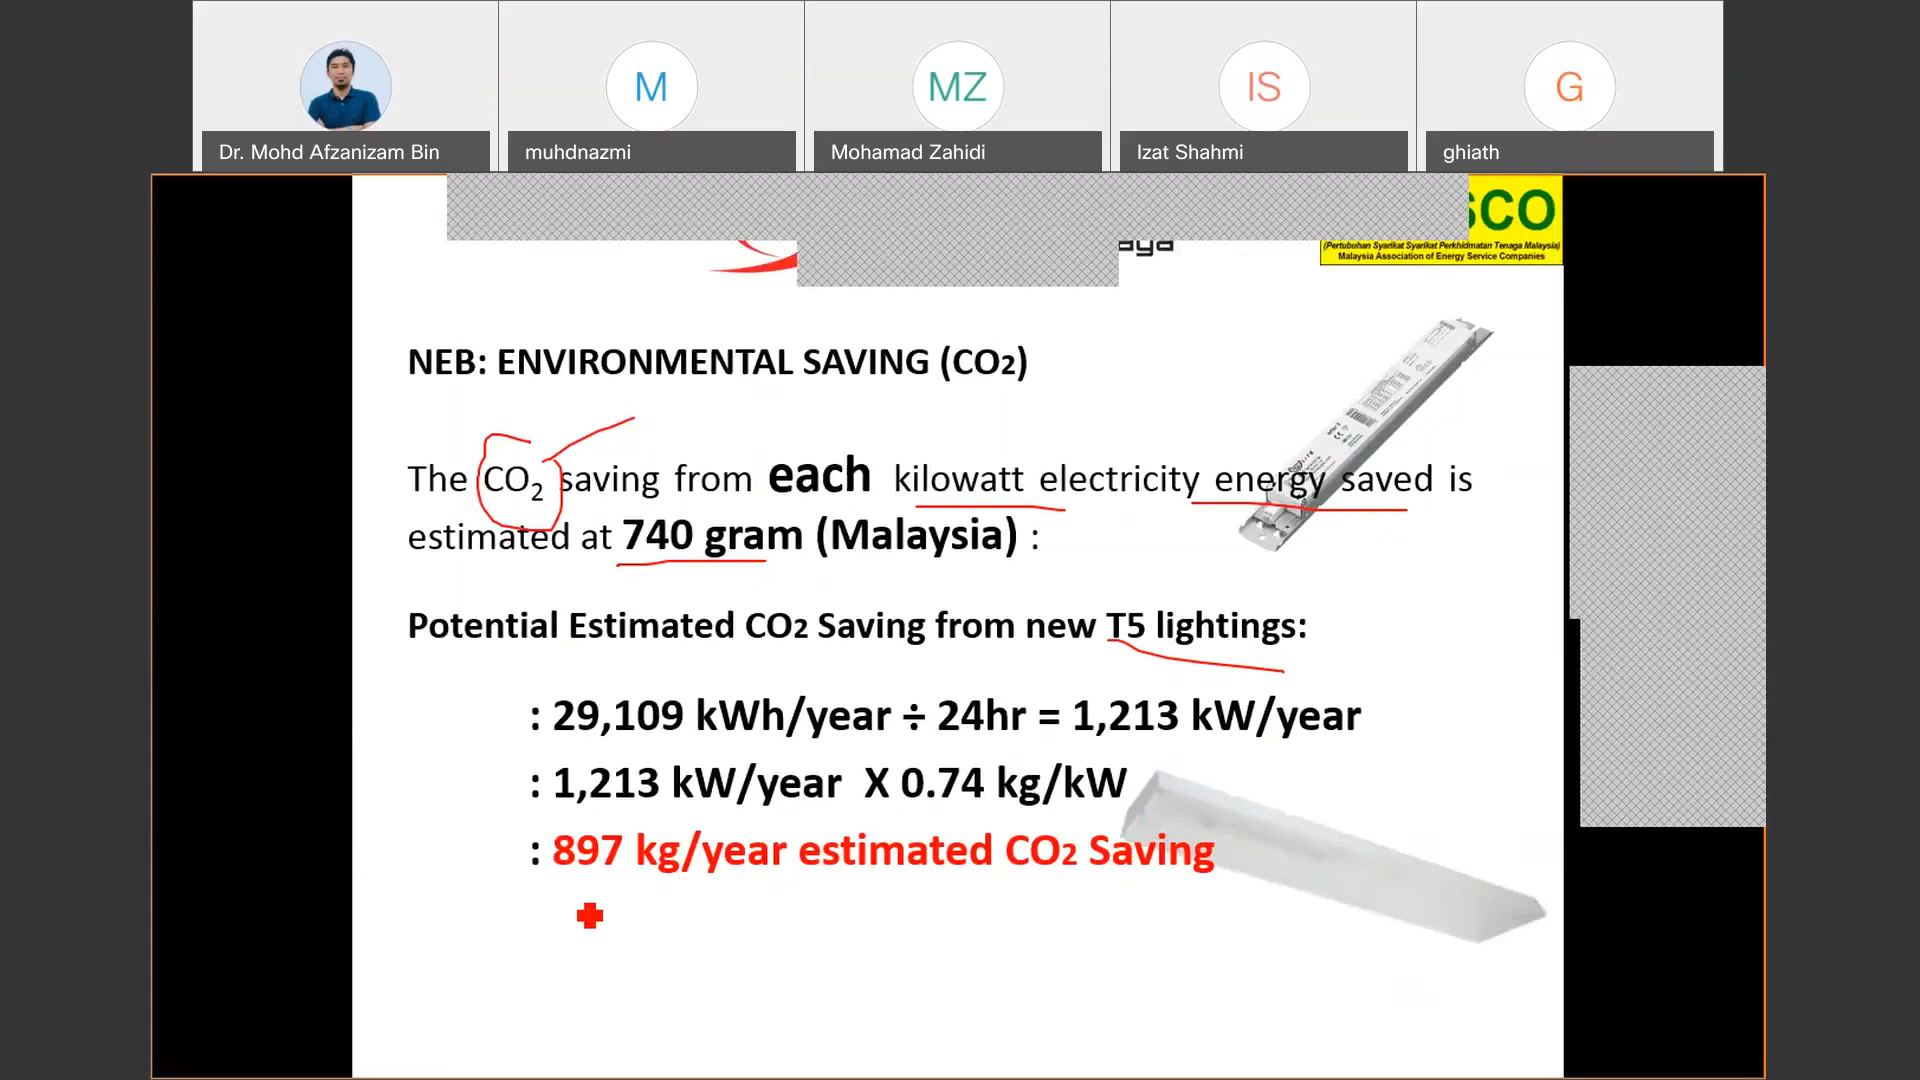 M
MZ
IS
G
Dr. Mohd Afzanizam Bin
muhdnazmi
Mohamad Zahidi
Izat Shahmi
ghiath
SCO
aya
(Pertubuhan Syarikat Syarikat Perkhidmatan Tenaga Malaysia)
Malaysia Association of Energy Service Companies
NEB: ENVIRONMENTAL SAVING (CO2)
The CO₂ saving from each kilowatt electricity energy saved is
estimated at 740 gram (Malaysia) :
Potential Estimated CO2 Saving from new T5 lightings:
: 29,109 kWh/year ÷ 24hr = 1,213 kW/year
: 1,213 kW/year X 0.74 kg/kW
: 897 kg/year estimated CO2 Saving